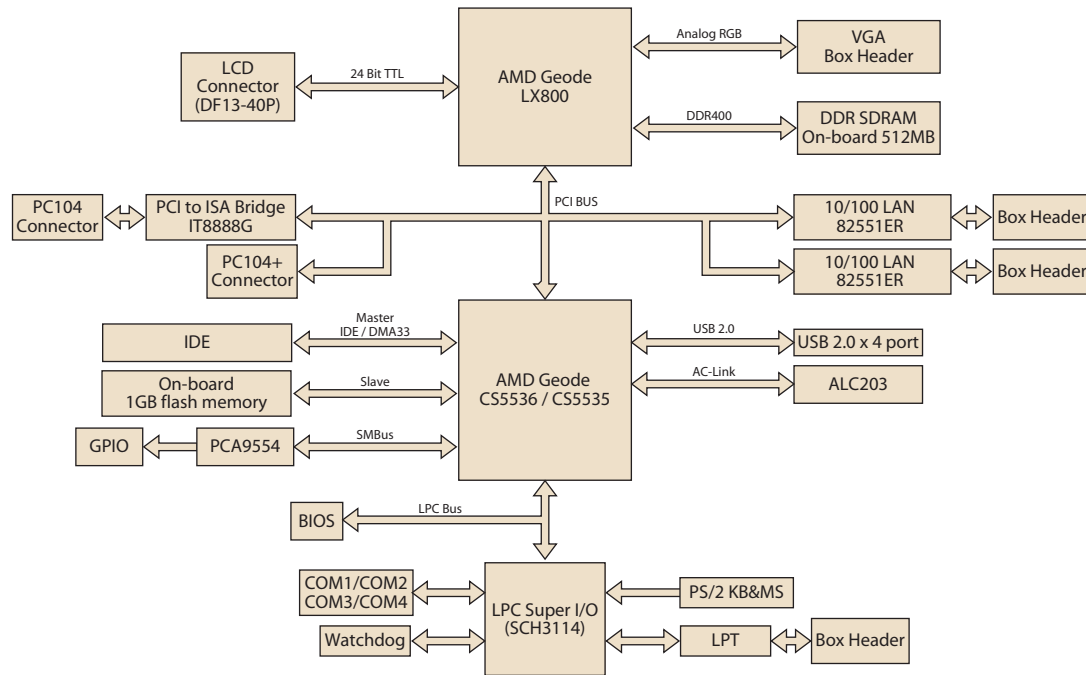 Analog RGB
VGA
Box Header
LCD
Connector
(DF13-40P)
24 Bit TTL
AMD Geode
LX800
DDR400
DDR SDRAM
On-board 512MB
PC104
Connector
PCI to ISA Bridge
IT8888G
PCI BUS
10/100 LAN
82551ER
Box Header
PC104+
Connector
10/100 LAN
82551ER
Box Header
IDE
Master
IDE / DMA33
USB 2.0
USB 2.0 x 4 port
AMD Geode
CS5536 / CS5535
On-board
1GB flash memory
Slave
AC-Link
ALC203
GPIO
PCA9554
SMBus
BIOS
LPC Bus
COM1/COM2
COM3/COM4
LPC Super I/O
(SCH3114)
PS/2 KB&MS
Watchdog
LPT
Box Header